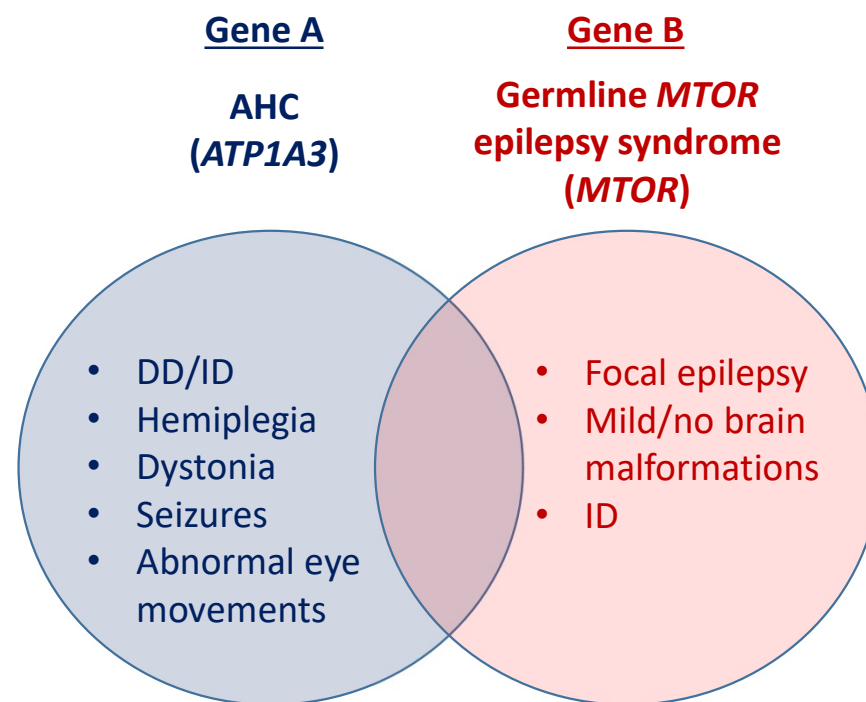 Gene A
AHC
(ATP1A3)
• DD/ID
• Hemiplegia
• Dystonia
• Seizures
• Abnormal eye
movements
Gene B
Germline MTOR
epilepsy syndrome
(MTOR)
• Focal epilepsy
• Mild/no brain
malformations
• ID